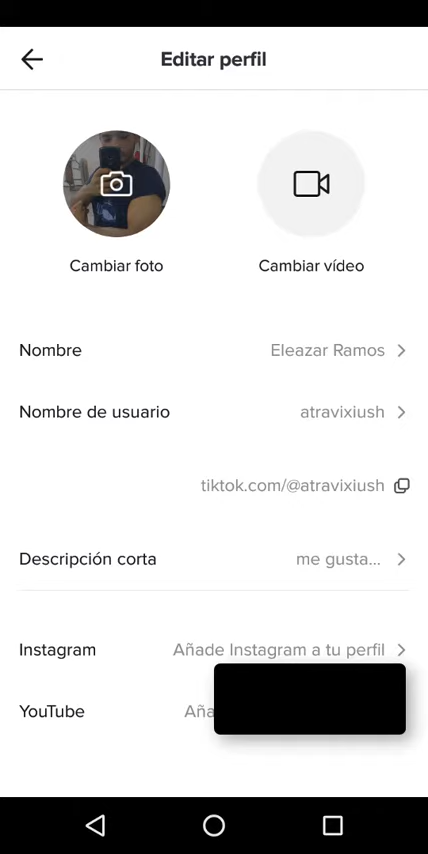 Editar perfil
Cambiar foto Cambiar vídeo
Nombre Eleazar Ramos
Nombre de usuario atravixiush
tiktok.com/@atravixiush
Descripción corta me gusta...
Instagram Añade Instagram a tu perfil
YouTube